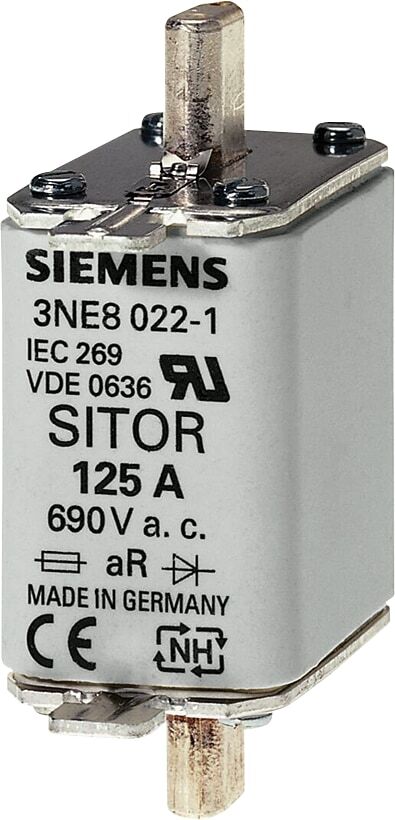 SIEMENS
3NE8 022-1
IEC 269
VDE 0636
SITOR
125 A
690 V a. c.
aR
MADE IN GERMANY
CE NH